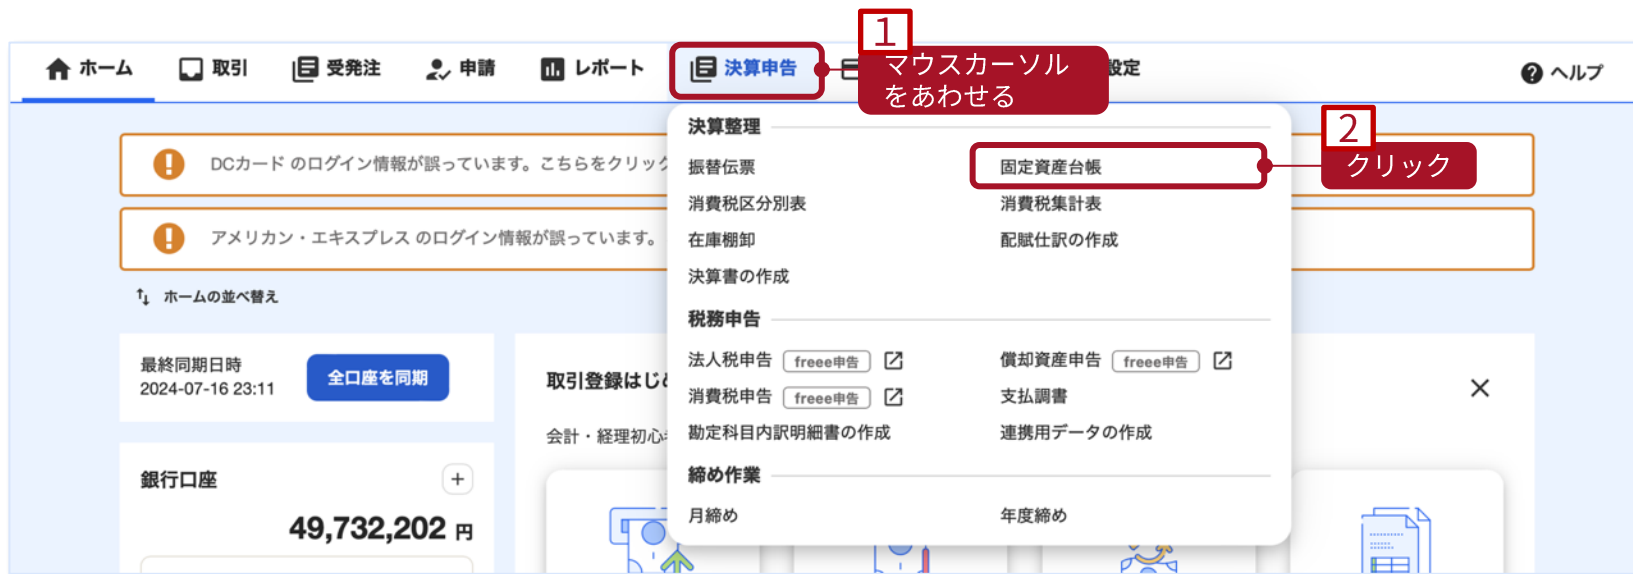 1
マウスカーソル
をあわせる
ホーム 取引 受発注 申請 レポート 決算申告 設定 ヘルプ
決算整理
振替伝票 固定資産台帳
2
クリック
消費税区分別表 消費税集計表
在庫棚卸 配賦仕訳の作成
決算書の作成
税務申告
法人税申告 freee申告 償却資産申告 freee申告
消費税申告 freee申告 支払調書
勘定科目内訳明細書の作成 連携用データの作成
締め作業
月締め 年度締め
DCカード のログイン情報が誤っています。こちらをクリック
アメリカン・エキスプレス のログイン情報が誤っています。
ホームの並べ替え
最終同期日時
2024-07-16 23:11
全口座を同期
銀行口座
49,732,202 円
取引登録はじ
会計・経理初心